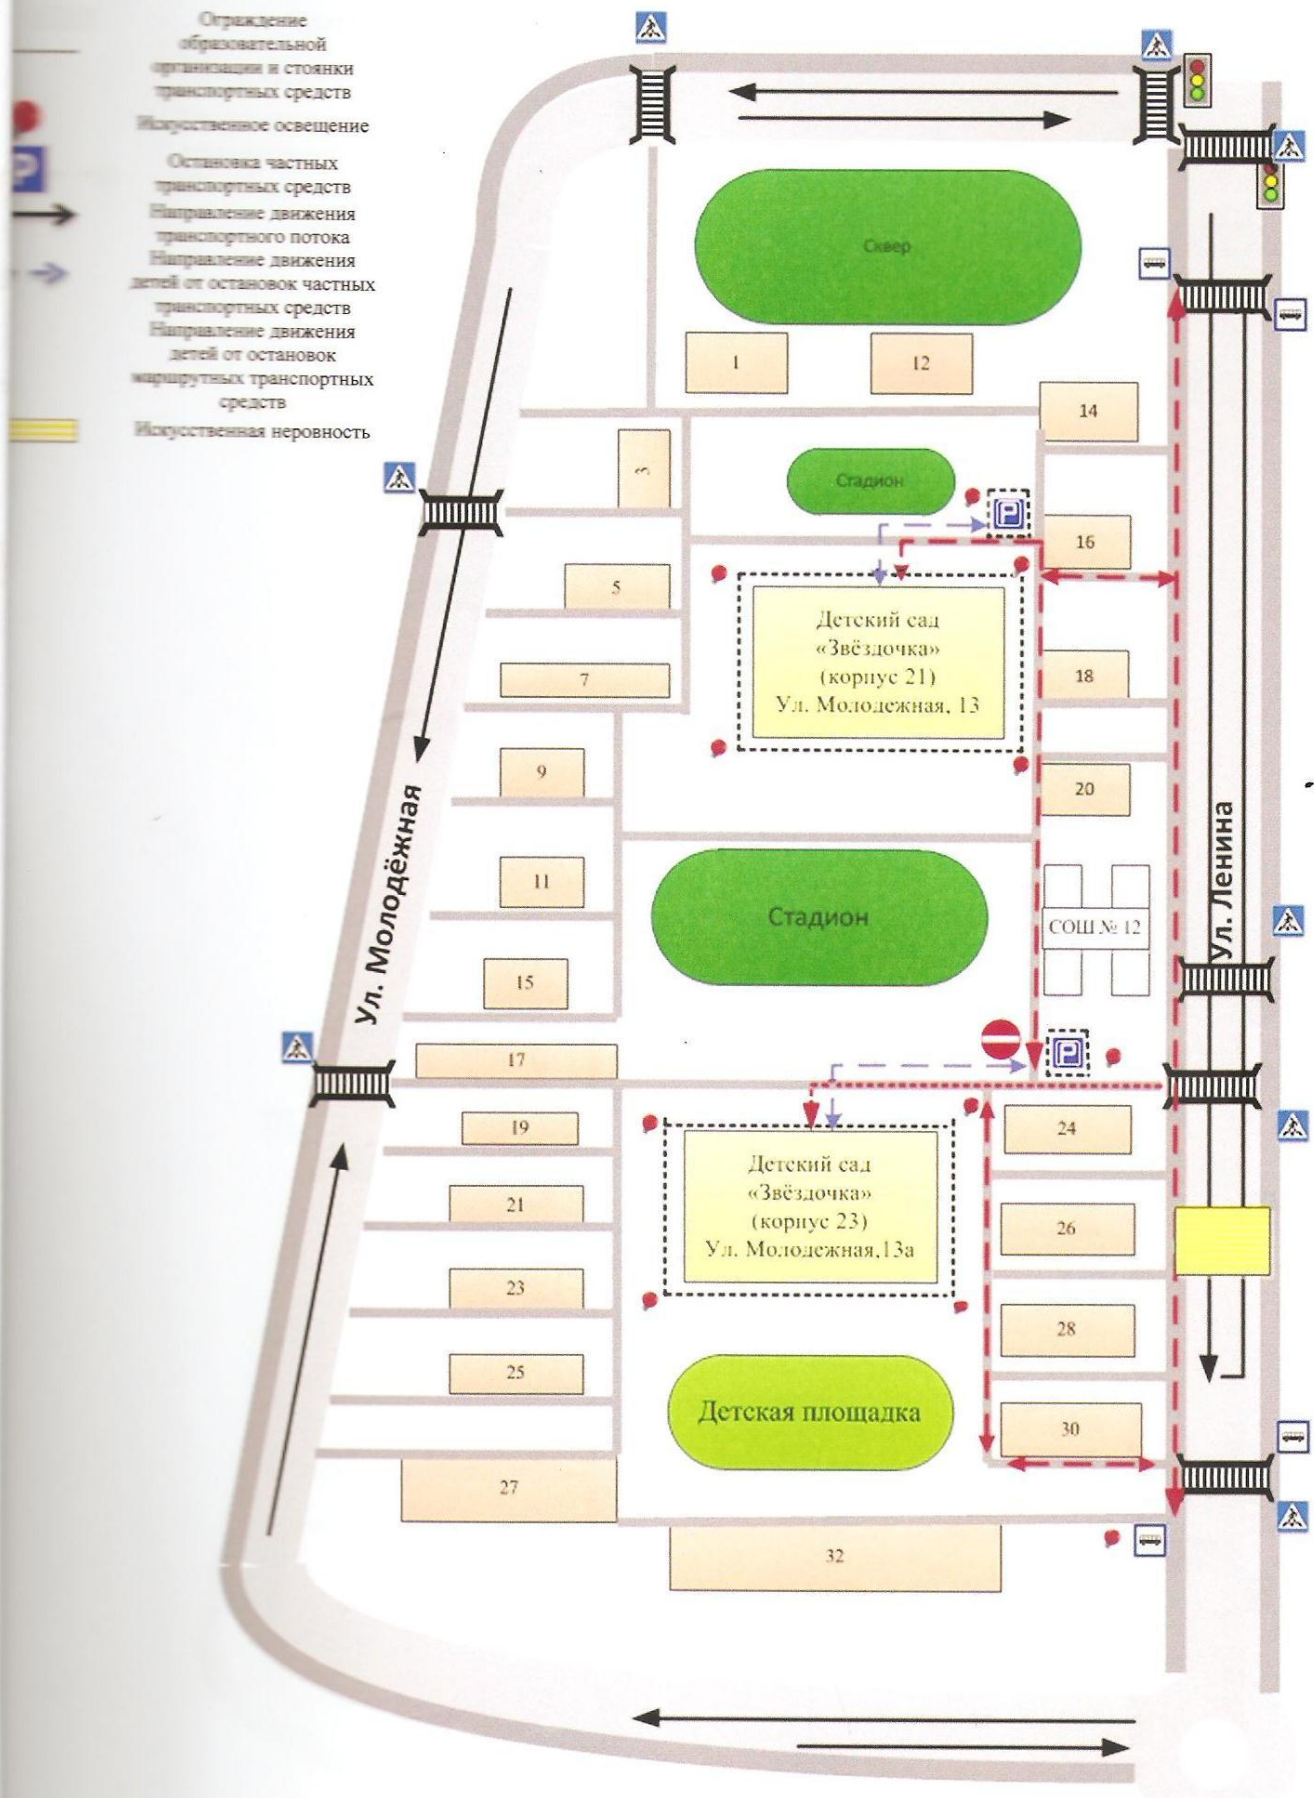 Ограждение
образовательной
организации и стоянки
транспортных средств
Искусственное освещение
Остановка частных
транспортных средств
Направление движения
транспортного потока
Направление движения
детей от остановок частных
транспортных средств
Направление движения
детей от остановок
маршрутных транспортных
средств
Искусственная неровность
P
Сквер
1
12
14
3
Стадион
P
16
5
Детский сад
«Звёздочка»
(корпус 21)
Ул. Молодежная, 13
18
7
9
20
Ул. Молодёжная
Ул. Ленина
11
Стадион
СОШ № 12
15
17
P
19
24
Детский сад
«Звёздочка»
(корпус 23)
Ул. Молодежная,13а
21
26
23
28
25
Детская площадка
30
27
32